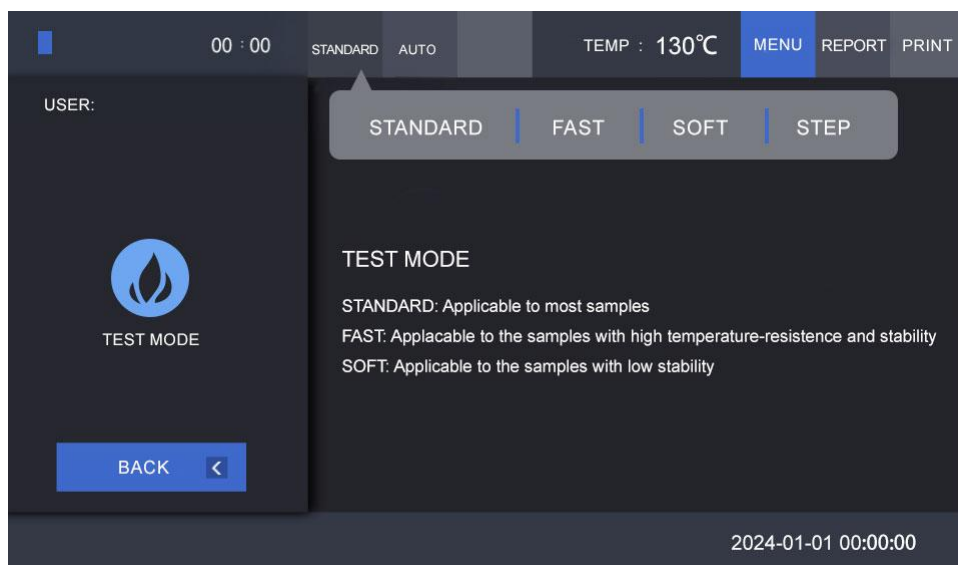 00 : 00
STANDARD AUTO
TEMP : 130℃
MENU REPORT PRINT
USER:
STANDARD FAST SOFT STEP
TEST MODE
STANDARD: Applicable to most samples
FAST: Applacable to the samples with high temperature-resistence and stability
SOFT: Applicable to the samples with low stability
TEST MODE
BACK
2024-01-01 00:00:00